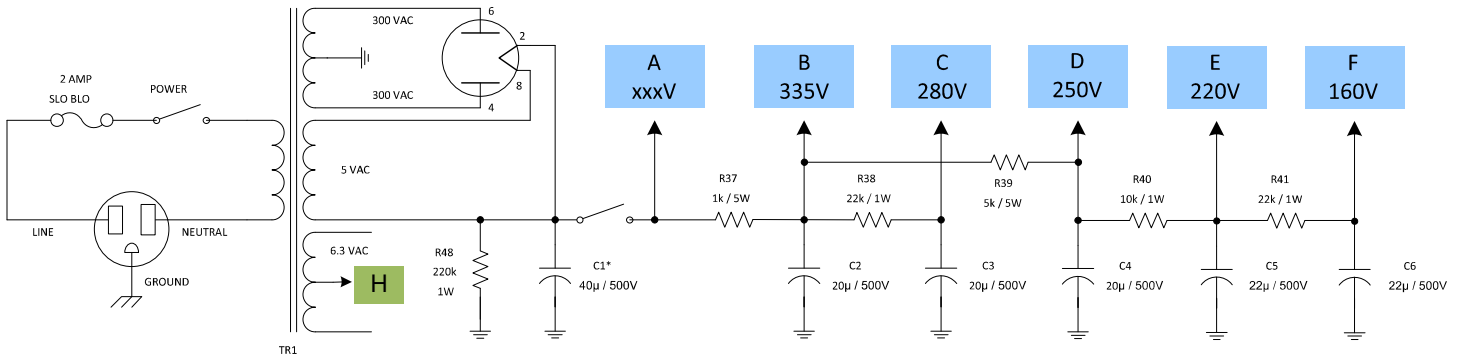 300 VAC
6
2
8
300 VAC
4
2 AMP
SLO BLO
POWER
LINE
NEUTRAL
GROUND
5 VAC
6.3 VAC
H
TR1
R48
220k
1W
C1*
40µ / 500V
A
xxxV
B
335V
C
280V
D
250V
E
220V
F
160V
R37
1k / 5W
R38
22k / 1W
R39
5k / 5W
R40
10k / 1W
R41
22k / 1W
C2
20µ / 500V
C3
20µ / 500V
C4
20µ / 500V
C5
22µ / 500V
C6
22µ / 500V